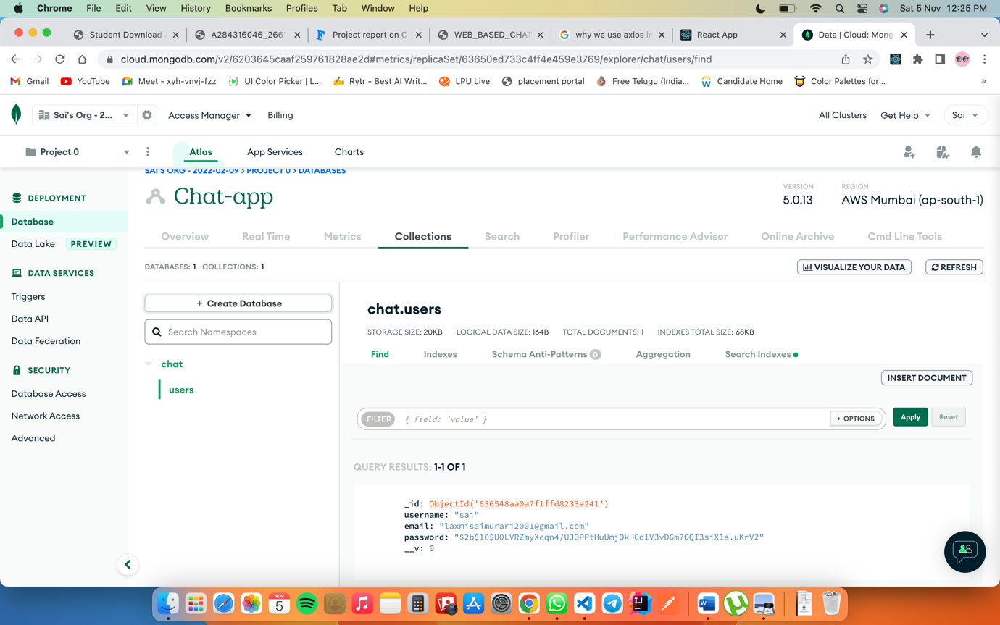 Chrome File Edit View History Bookmarks Profiles Tab Window Help Sat 5 Nov 12:25 PM
Student Download A284316046_2661 Project report on O WEB_BASED_CHAT why we use axios in React App Data | Cloud: Mong
cloud.mongodb.com/v2/6203645caaf259761828ae2d#metrics/replicaSet/63650ed733c4ff4e459e3769/explorer/chat/users/find
Gmail YouTube Meet - xyh-vnvj-fzz UI Color Picker | L... Rytr - Best AI Writ... LPU Live placement portal Free Telugu (India... Candidate Home Color Palettes for... »
Sai's Org - 2... Access Manager Billing All Clusters Get Help Sai
Project 0 Atlas App Services Charts
SAI'S ORG - 2022-02-09 > PROJECT 0 > DATABASES
DEPLOYMENT
Database
Data Lake PREVIEW
DATA SERVICES
Triggers
Data API
Data Federation
SECURITY
Database Access
Network Access
Advanced
Chat-app
VERSION
5.0.13
REGION
AWS Mumbai (ap-south-1)
Overview Real Time Metrics Collections Search Profiler Performance Advisor Online Archive Cmd Line Tools
DATABASES: 1 COLLECTIONS: 1
VISUALIZE YOUR DATA REFRESH
+ Create Database
Search Namespaces
chat
users
chat.users
STORAGE SIZE: 20KB LOGICAL DATA SIZE: 164B TOTAL DOCUMENTS: 1 INDEXES TOTAL SIZE: 68KB
Find Indexes Schema Anti-Patterns 0 Aggregation Search Indexes
INSERT DOCUMENT
FILTER { field: 'value' } OPTIONS Apply Reset
QUERY RESULTS: 1-1 OF 1
_id: ObjectId('636548aa0a7f1ffd8233e241')
username: "sai"
email: "laxmisaimurari2001@gmail.com"
password: "$2b$10$U0LVRZmyXcqn4/UJOPPtHuUmjOkHCo1V3vD6m7OQI3siX1s.uKrV2"
__v: 0
NOV
5